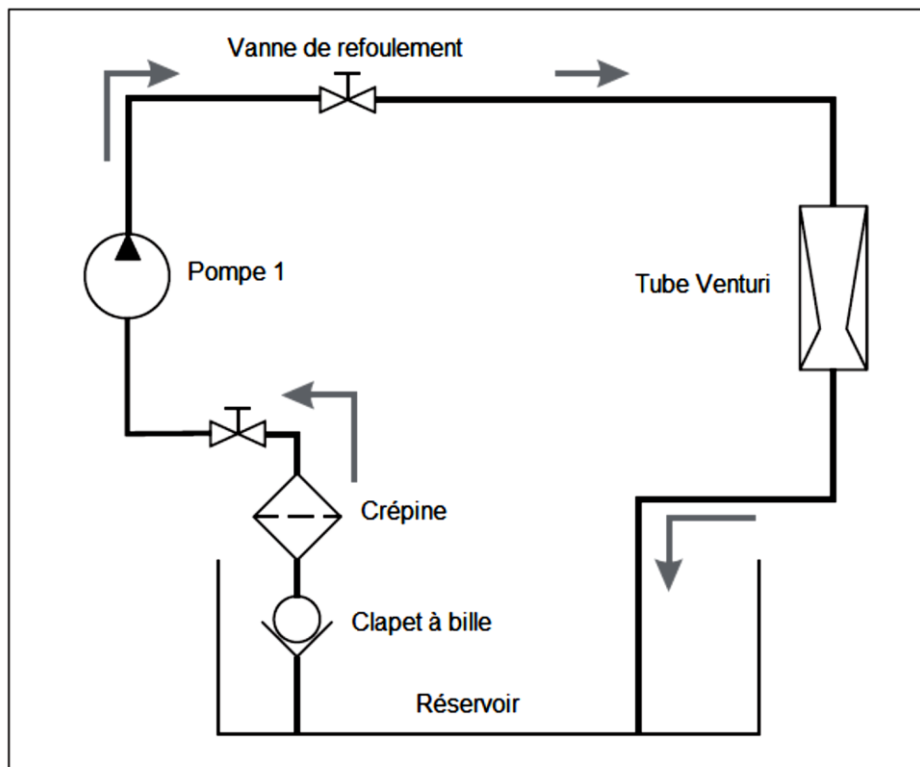 Vanne de refoulement
Pompe 1
Tube Venturi
Crépine
Clapet à bille
Réservoir